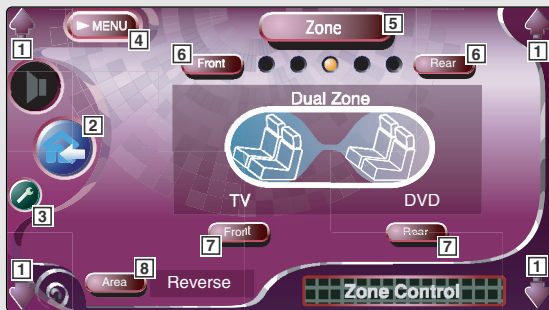 1
►MENU
4
Zone
5
1
6
Front
Rear
6
Dual Zone
2
TV
DVD
3
Front
7
Rear
7
1
Area
8
Reverse
Zone Control
1